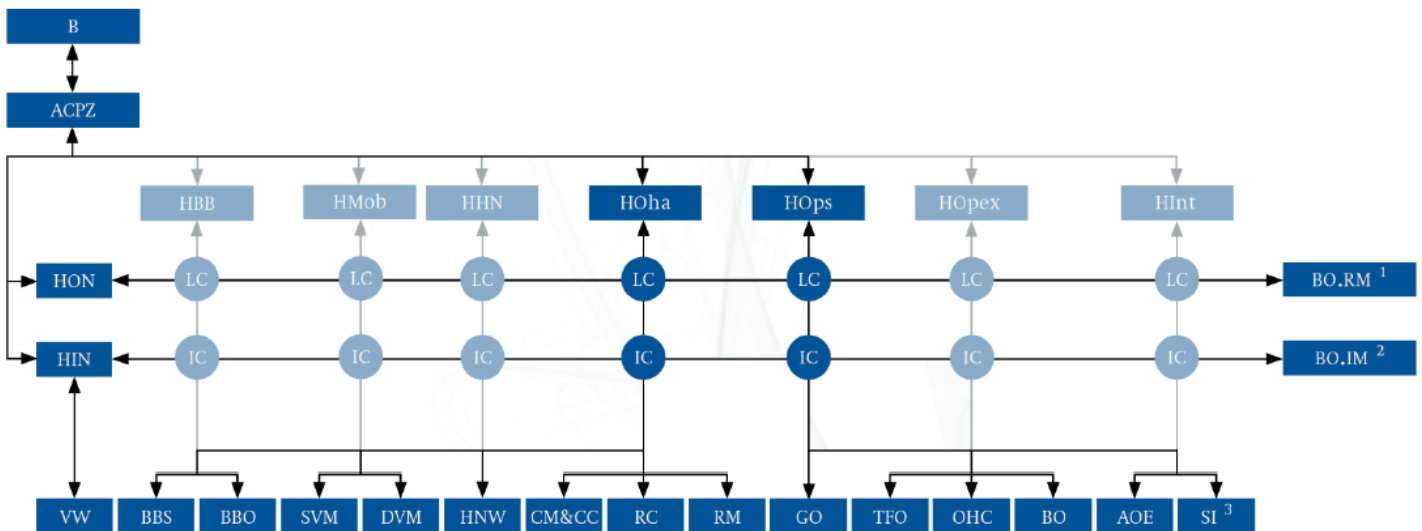 B
ACPZ
HBB HMob HHN HOha HOps HOpex HInt
HON LC LC LC LC LC LC LC BO.RM 1
HIN IC IC IC IC IC IC IC BO.IM 2
VW BBS BBO SVM DVM HNW CM&CC RC RM GO TFO OHC BO AOE SI 3